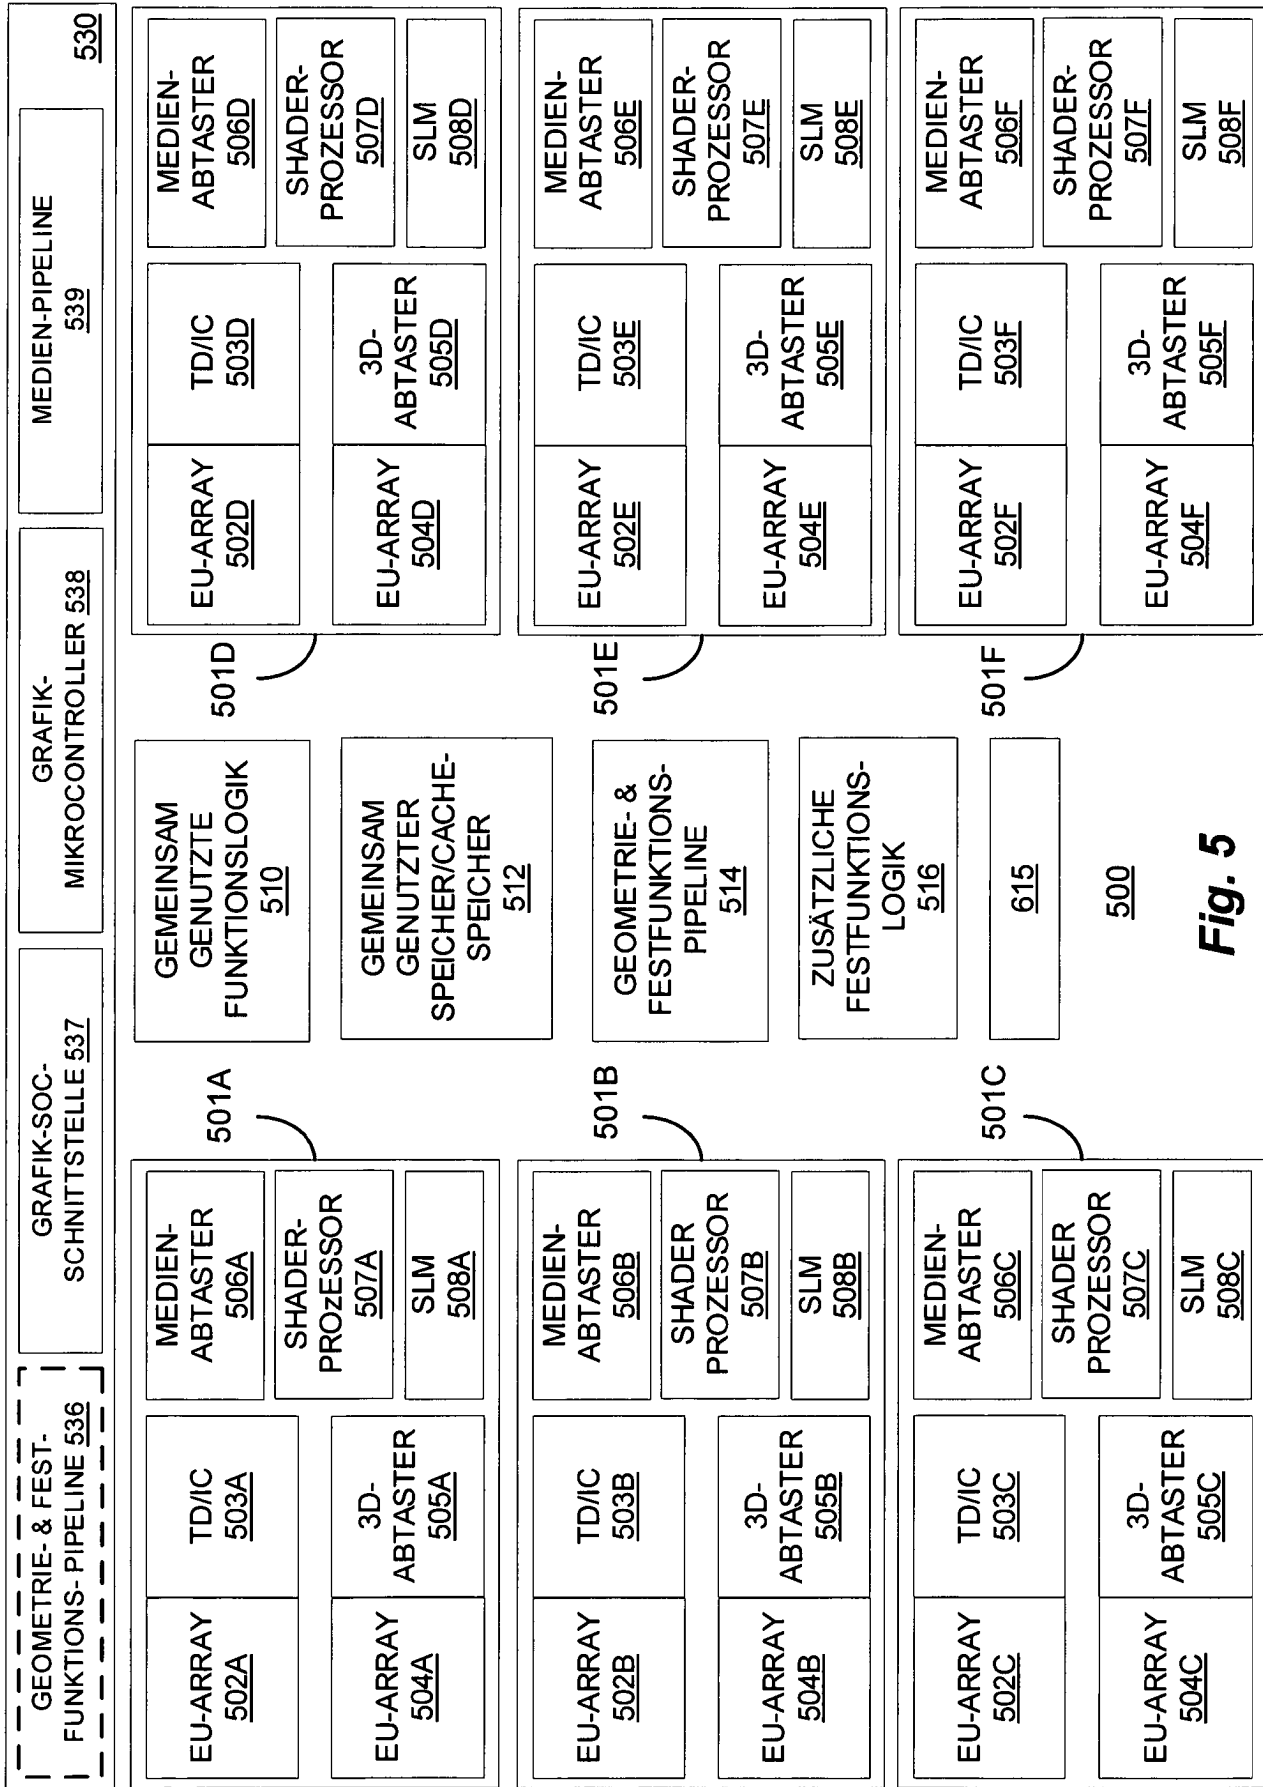 GEOMETRIE- & FEST-
FUNKTIONS- PIPELINE 536
GRAFIK-SOC-
SCHNITTSTELLE 537
GRAFIK-
MIKROCONTROLLER 538
MEDIEN-PIPELINE
539
530
EU-ARRAY
502A
TD/IC
503A
MEDIEN-
ABTASTER
506A
SHADER-
PROzESSOR
507A
EU-ARRAY
504A
3D-
ABTASTER
505A
SLM
508A
501A
GEMEINSAM
GENUTZTE
FUNKTIONSLOGIK
510
501D
EU-ARRAY
502D
TD/IC
503D
MEDIEN-
ABTASTER
506D
SHADER-
PROZESSOR
507D
EU-ARRAY
504D
3D-
ABTASTER
505D
SLM
508D
GEMEINSAM
GENUTZTER
SPEICHER/CACHE-
SPEICHER
512
EU-ARRAY
502B
TD/IC
503B
MEDIEN-
ABTASTER
506B
SHADER
PROZESSOR
507B
EU-ARRAY
504B
3D-
ABTASTER
505B
SLM
508B
501B
GEOMETRIE- &
FESTFUNKTIONS-
PIPELINE
514
501E
EU-ARRAY
502E
TD/IC
503E
MEDIEN-
ABTASTER
506E
SHADER-
PROZESSOR
507E
EU-ARRAY
504E
3D-
ABTASTER
505E
SLM
508E
ZUSÄTZLICHE
FESTFUNKTIONS-
LOGIK
516
EU-ARRAY
502C
TD/IC
503C
MEDIEN-
ABTASTER
506C
SHADER
PROZESSOR
507C
EU-ARRAY
504C
3D-
ABTASTER
505C
SLM
508C
501C
615
501F
EU-ARRAY
502F
TD/IC
503F
MEDIEN-
ABTASTER
506F
SHADER-
PROZESSOR
507F
EU-ARRAY
504F
3D-
ABTASTER
505F
SLM
508F
500
Fig. 5